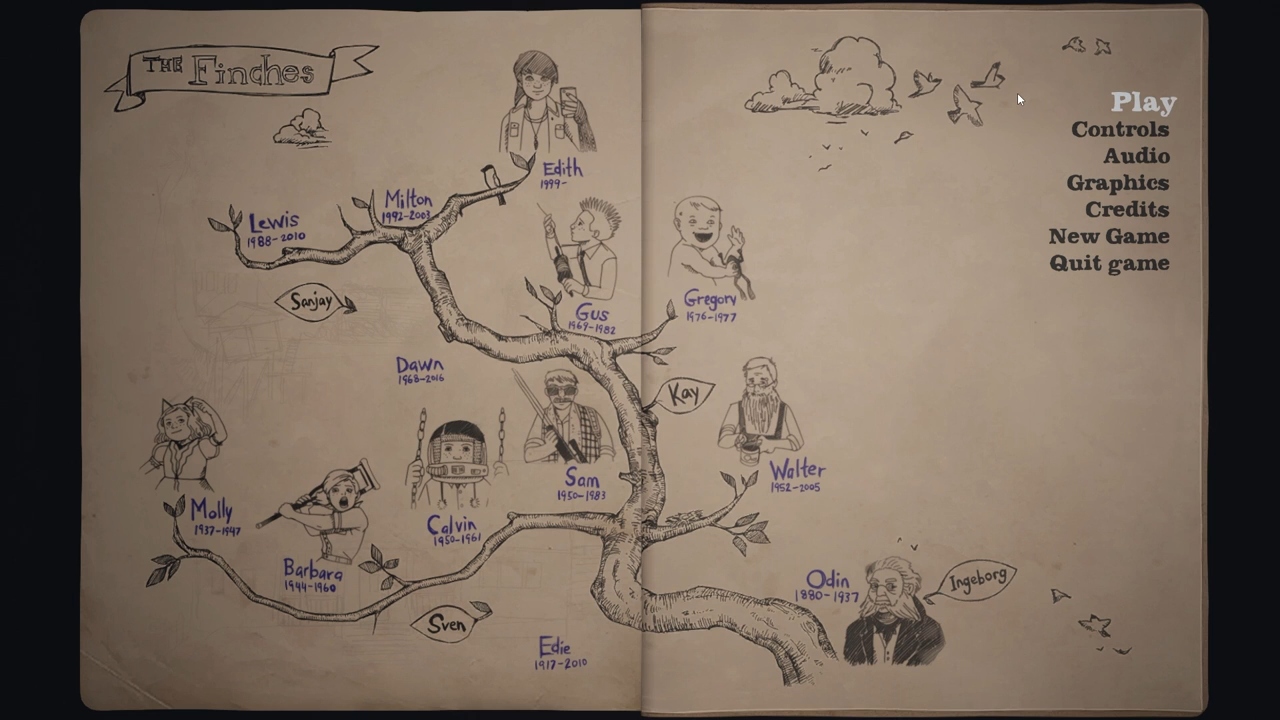 THE Finches
Edith
1999-
Milton
1992-2003
Lewis
1988-2010
Sanjay
Gus
1969-1982
Gregory
1976-1977
Dawn
1968-2016
Kay
Sam
1950-1983
Walter
1952-2005
Molly
1937-1947
Barbara
1944-1960
Calvin
1950-1961
Sven
Edie
1917-2010
Odin
1880-1937
Ingeborg
Play
Controls
Audio
Graphics
Credits
New Game
Quit game